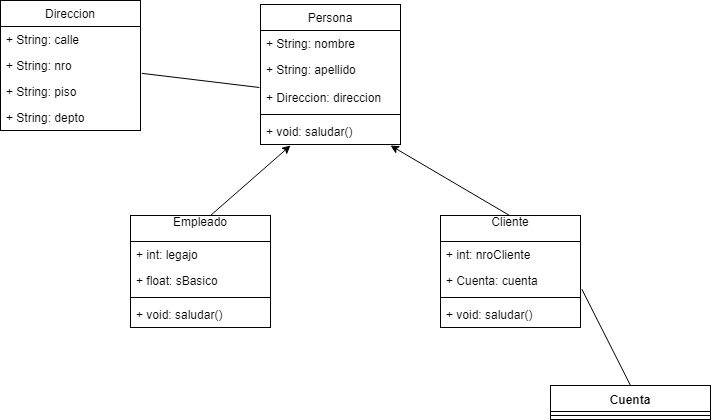 Direccion
+ String: calle
+ String: nro
+ String: piso
+ String: depto
Persona
+ String: nombre
+ String: apellido
+ Direccion: direccion
+ void: saludar()
Empleado
+ int: legajo
+ float: sBasico
+ void: saludar()
Cliente
+ int: nroCliente
+ Cuenta: cuenta
+ void: saludar()
Cuenta